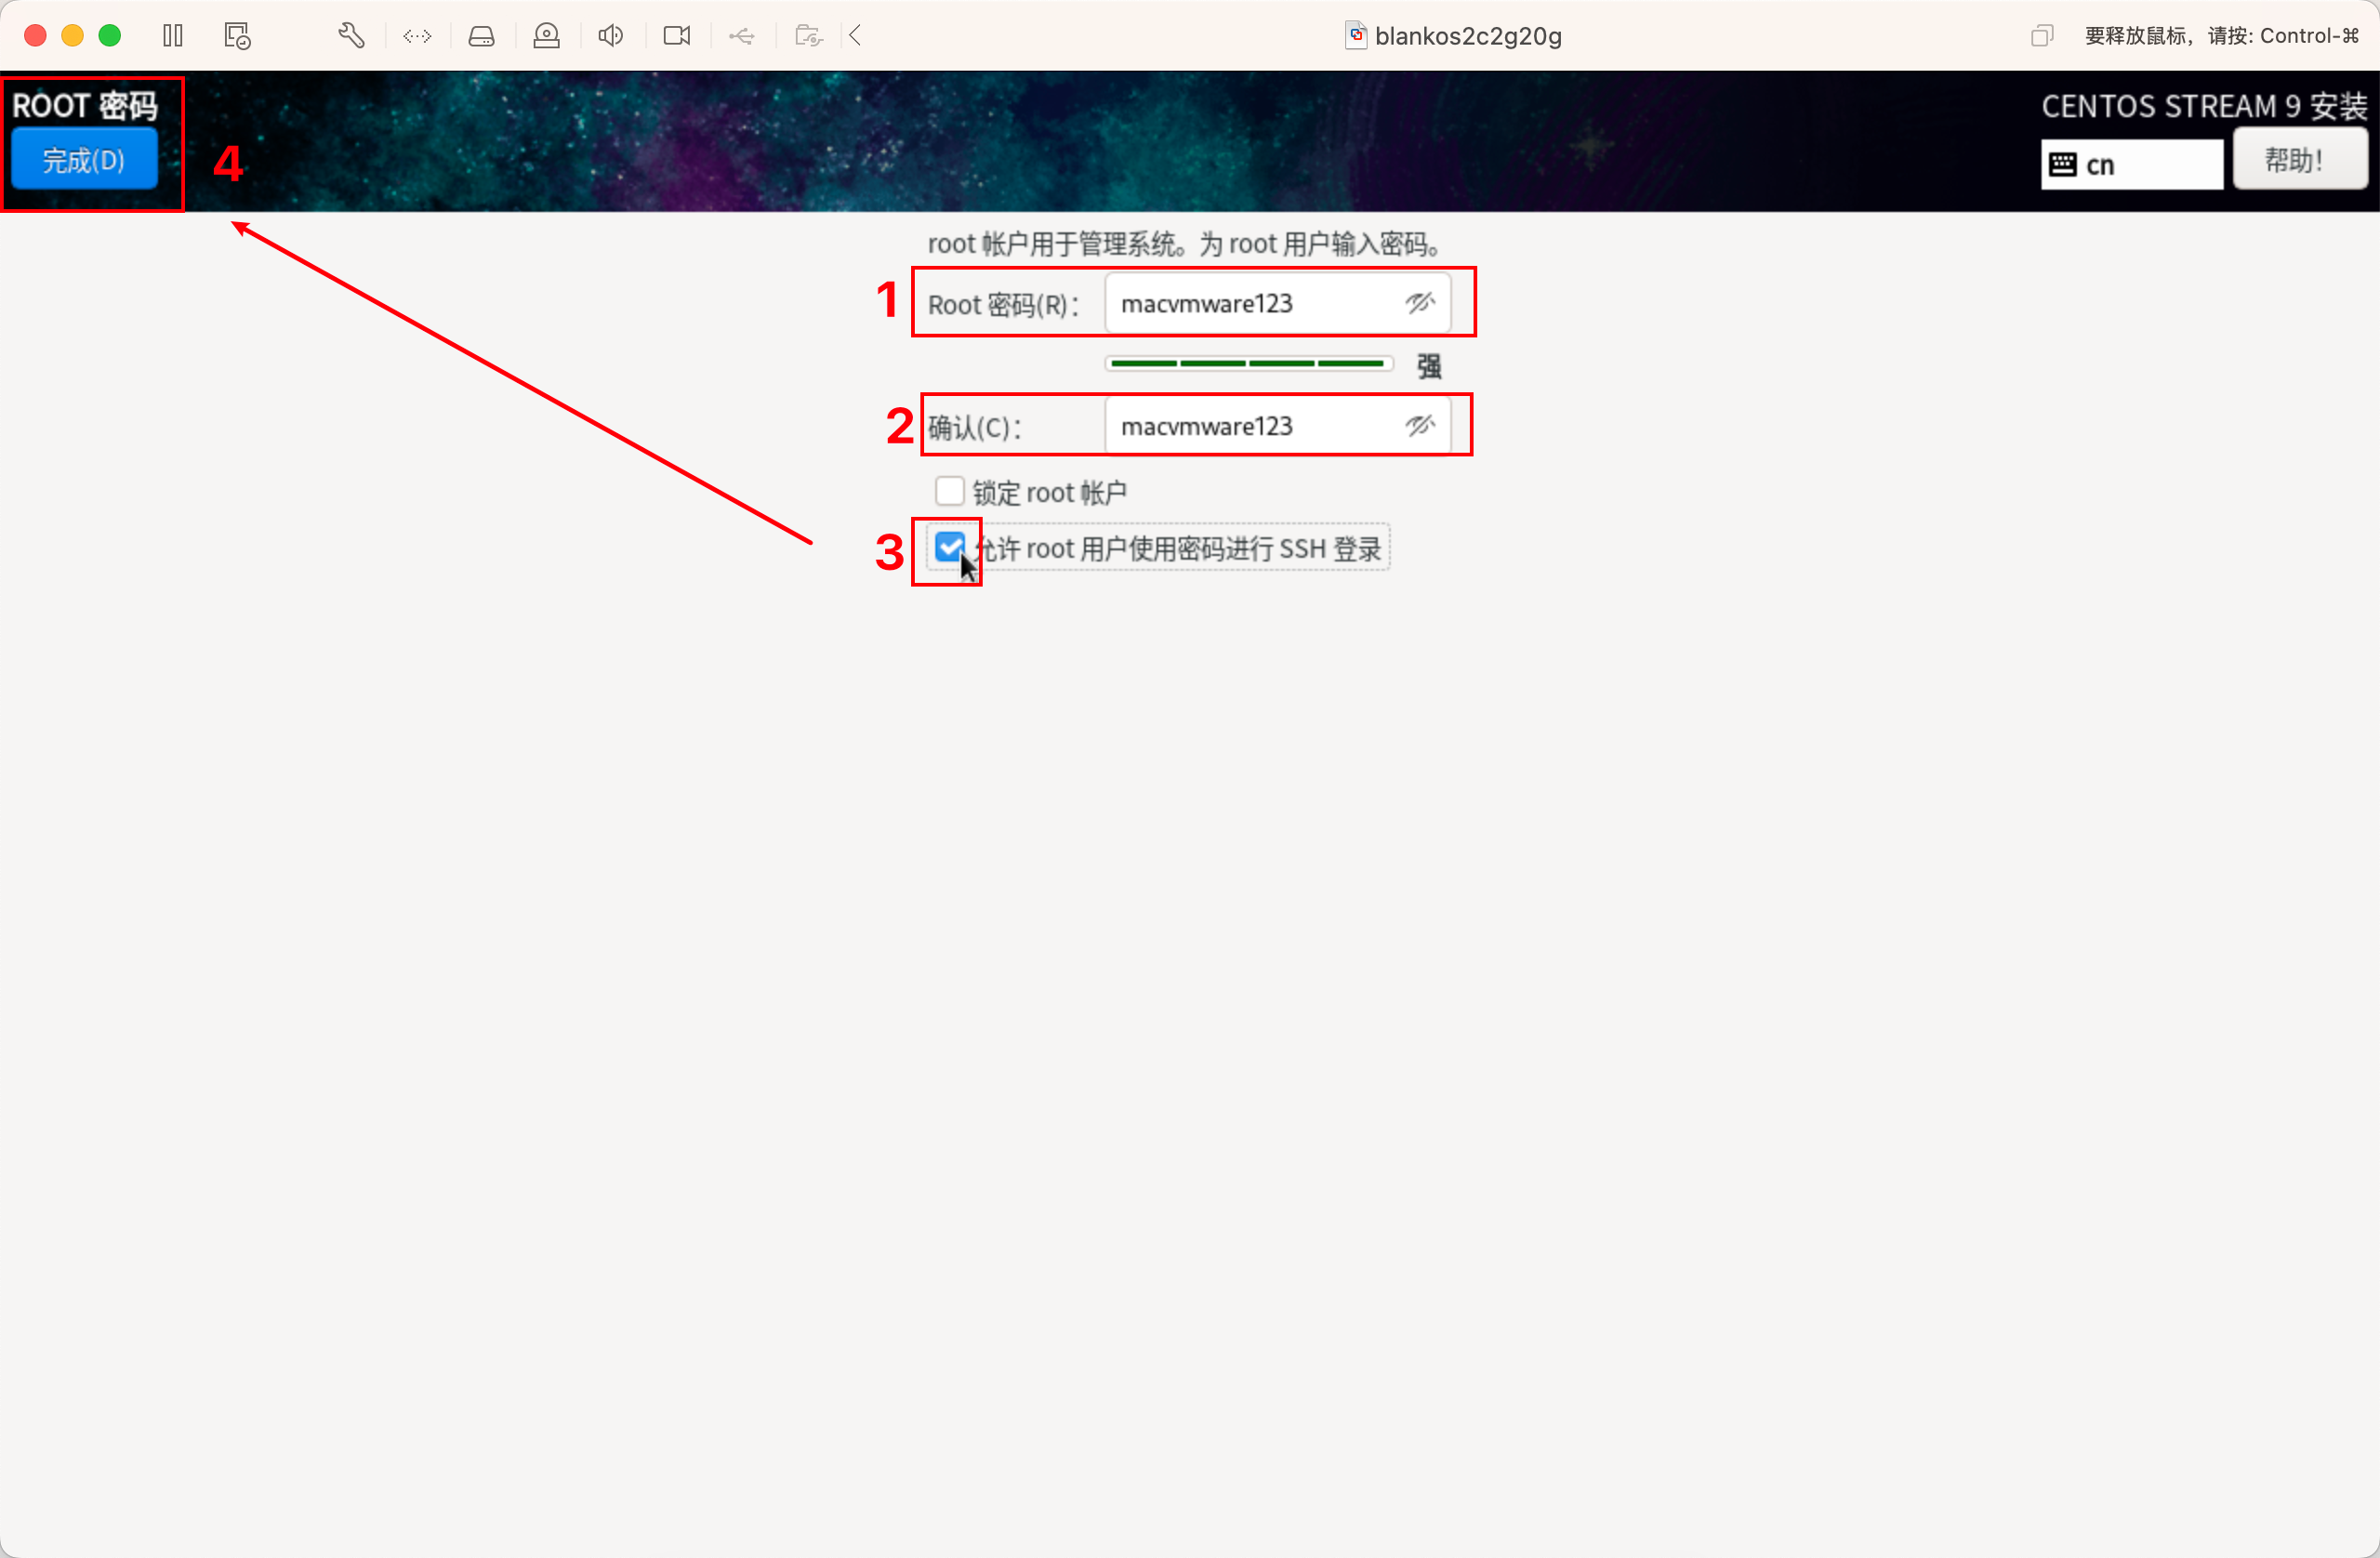 blankos2c2g20g
要释放鼠标，请按: Control-⌘
ROOT 密码
完成(D)
4
CENTOS STREAM 9 安装
cn
帮助！
root 帐户用于管理系统。为 root 用户输入密码。
1
Root 密码(R)：
macvmware123
强
2
确认(C)：
macvmware123
锁定 root 帐户
3
允许 root 用户使用密码进行 SSH 登录